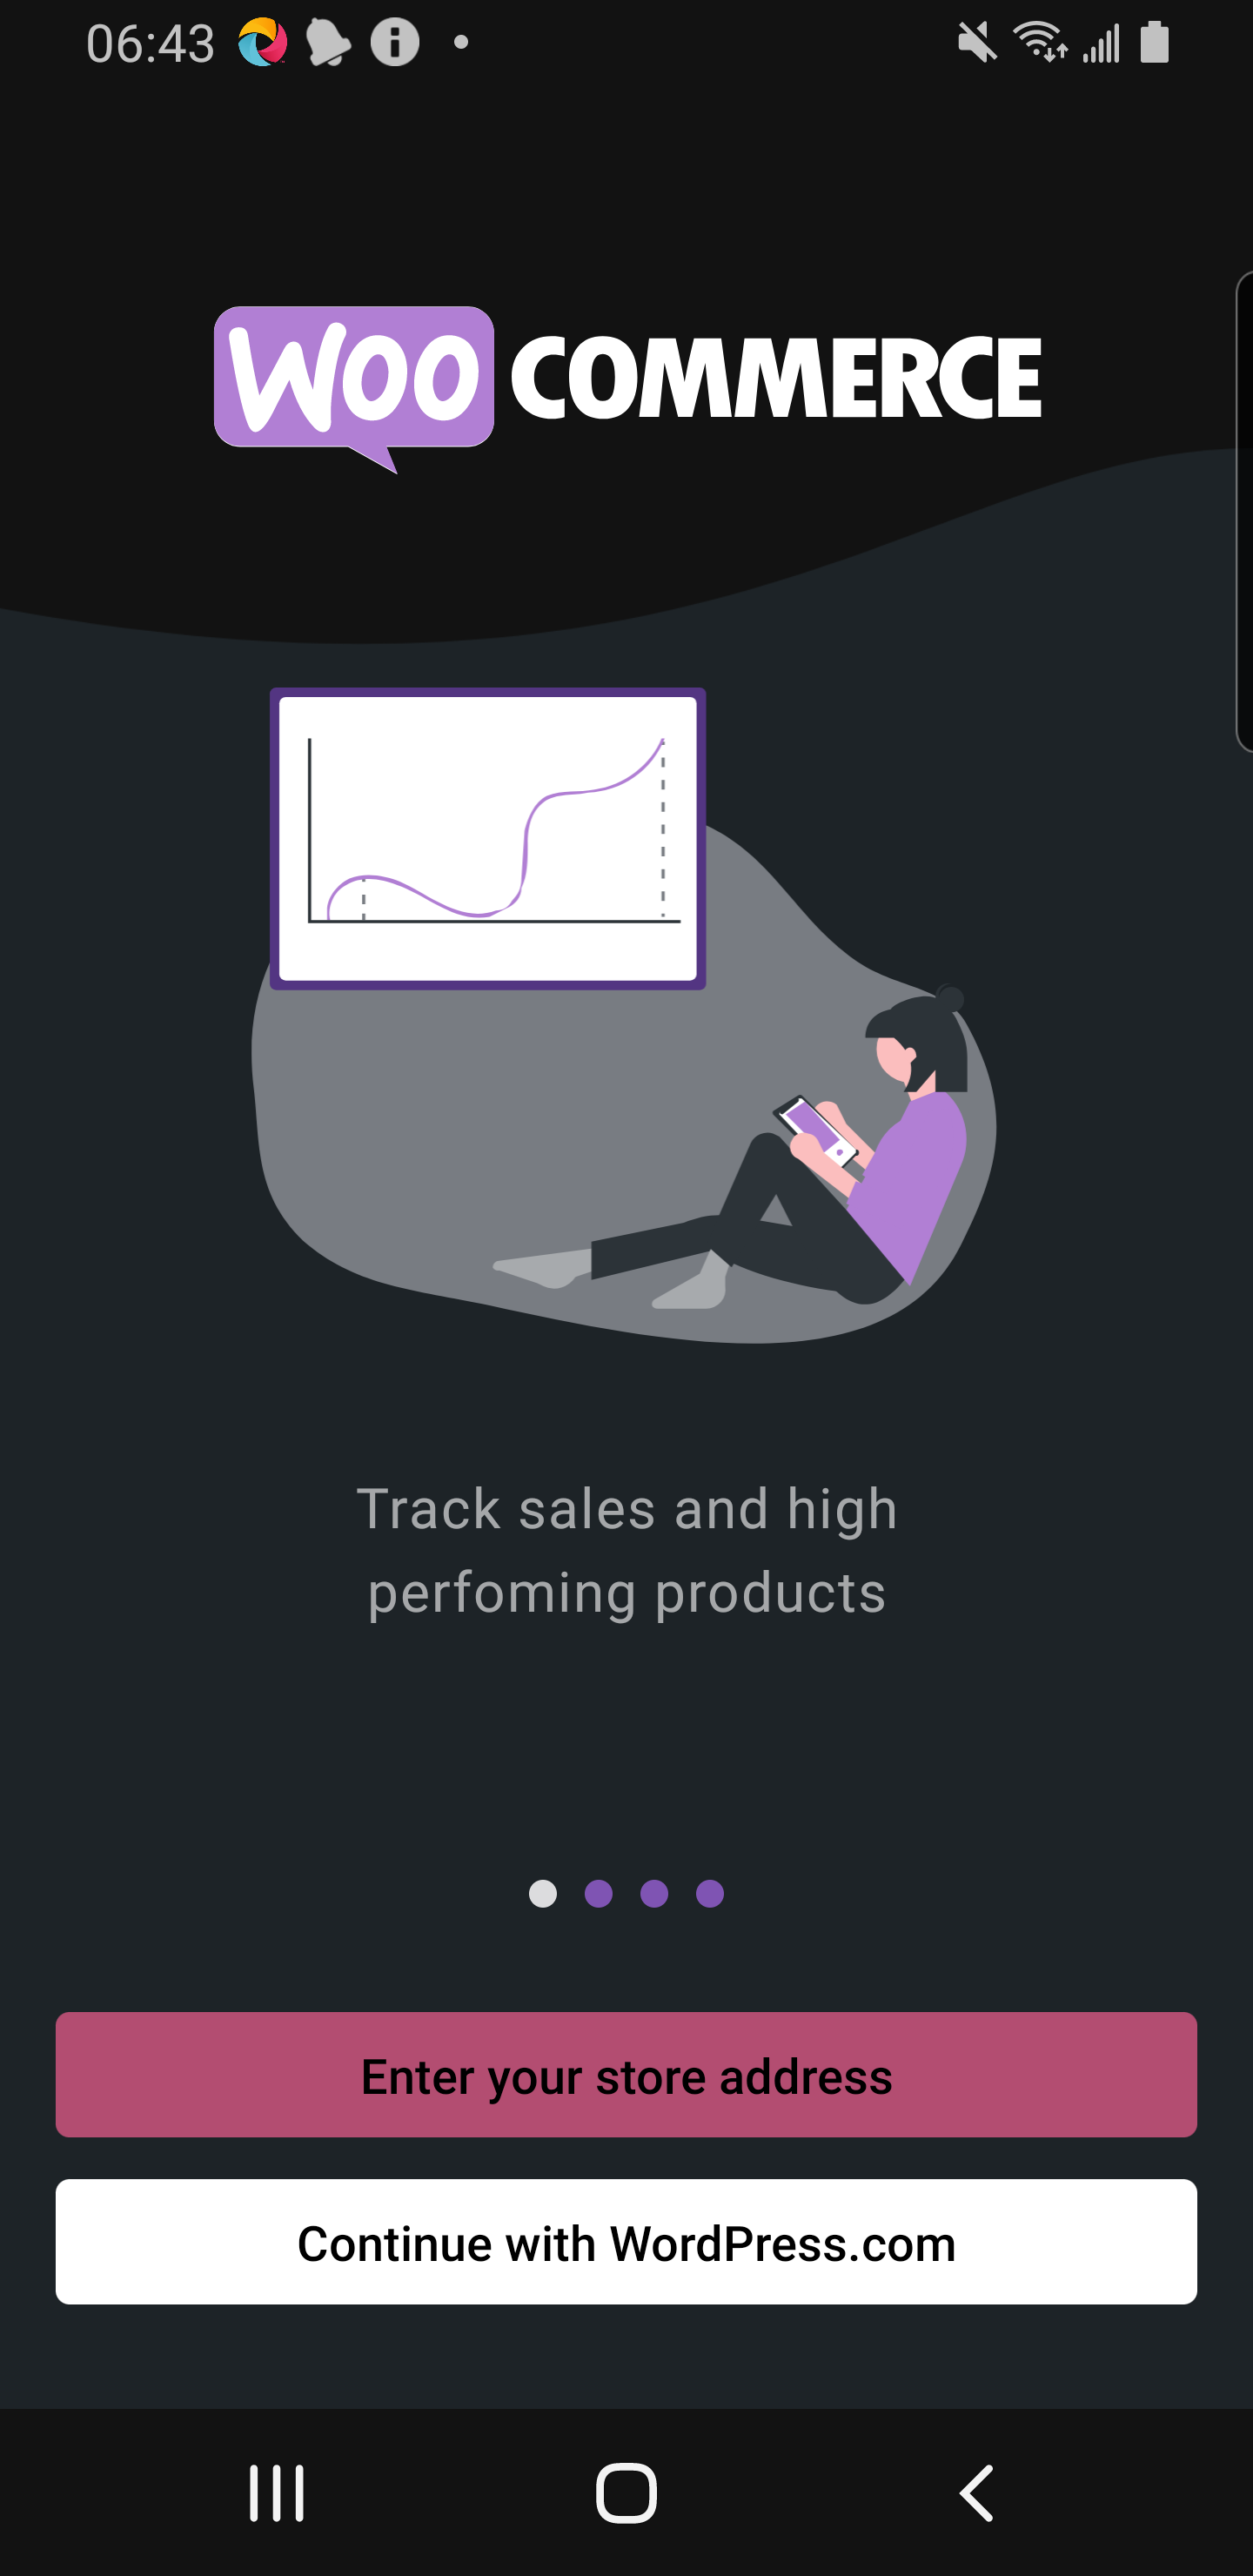 06:43
WOO COMMERCE
Track sales and high
perfoming products
Enter your store address
Continue with WordPress.com